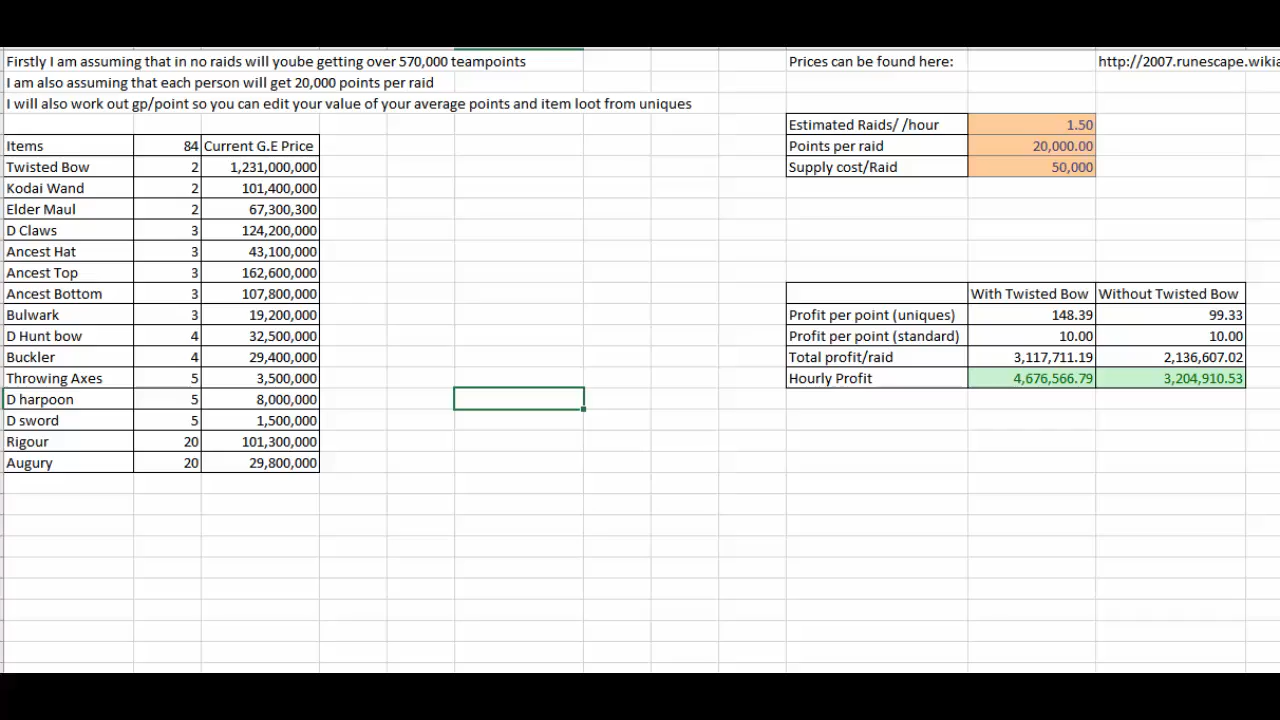 Firstly I am assuming that in no raids will yoube getting over 570,000 teampoints
Prices can be found here:
http://2007.runescape.wikia
I am also assuming that each person will get 20,000 points per raid
I will also work out gp/point so you can edit your value of your average points and item loot from uniques
Estimated Raids/ /hour 1.50
Points per raid 20,000.00
Supply cost/Raid 50,000
Items 84 Current G.E Price
Twisted Bow 2 1,231,000,000
Kodai Wand 2 101,400,000
Elder Maul 2 67,300,300
D Claws 3 124,200,000
Ancest Hat 3 43,100,000
Ancest Top 3 162,600,000
Ancest Bottom 3 107,800,000
Bulwark 3 19,200,000
D Hunt bow 4 32,500,000
Buckler 4 29,400,000
Throwing Axes 5 3,500,000
D harpoon 5 8,000,000
D sword 5 1,500,000
Rigour 20 101,300,000
Augury 20 29,800,000
With Twisted Bow Without Twisted Bow
Profit per point (uniques) 148.39 99.33
Profit per point (standard) 10.00 10.00
Total profit/raid 3,117,711.19 2,136,607.02
Hourly Profit 4,676,566.79 3,204,910.53